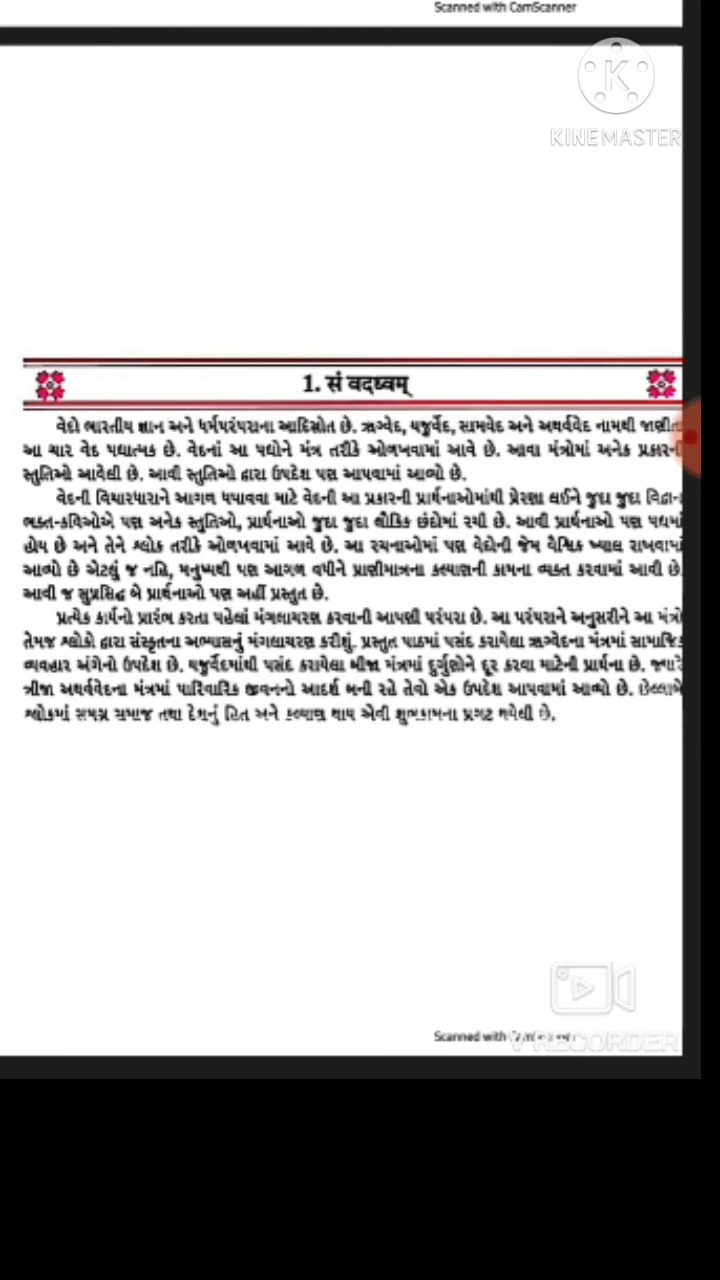 Scanned with CamScanner
KINEMASTER
1. सं वदध्वम्
વેદો ભારતીય જ્ઞાન અને ધર્મપરંપરાના આદિસ્રોત છે. ઋગ્વેદ, યજુર્વેદ, સામવેદ અને અથર્વવેદ નામથી જાણીતા
આ ચાર વેદ પદ્યાત્મક છે. વેદનાં આ પદ્યોને મંત્ર તરીકે ઓળખવામાં આવે છે. આવા મંત્રોમાં અનેક પ્રકારની
સ્તુતિઓ આવેલી છે. આવી સ્તુતિઓ દ્વારા ઉપદેશ પણ આપવામાં આવ્યો છે.
વેદની વિચારધારાને આગળ ધપાવવા માટે વેદની આ પ્રકારની પ્રાર્થનાઓમાંથી પ્રેરણા લઈને જુદા જુદા વિદ્વાન
ભક્ત-કવિઓએ પણ અનેક સ્તુતિઓ, પ્રાર્થનાઓ જુદા જુદા લૌકિક છંદોમાં રચી છે. આવી પ્રાર્થનાઓ પણ પદ્યમાં
હોય છે અને તેને શ્લોક તરીકે ઓળખવામાં આવે છે. આ રચનાઓમાં પણ વેદોની જેમ વૈશ્વિક ખ્યાલ રાખવામાં
આવ્યો છે એટલું જ નહિ, મનુષ્યથી પણ આગળ વધીને પ્રાણીમાત્રના કલ્યાણની કામના વ્યક્ત કરવામાં આવી છે.
આવી જ સુપ્રસિદ્ધ બે પ્રાર્થનાઓ પણ અહીં પ્રસ્તુત છે.
પ્રત્યેક કાર્યનો પ્રારંભ કરતા પહેલાં મંગલાચરણ કરવાની આપણી પરંપરા છે. આ પરંપરાને અનુસરીને આ મંત્રો
તેમજ શ્લોકો દ્વારા સંસ્કૃતના અભ્યાસનું મંગલાચરણ કરીશું. પ્રસ્તુત પાઠમાં પસંદ કરાયેલા ઋગ્વેદના મંત્રમાં સામાજિક
વ્યવહાર અંગેનો ઉપદેશ છે. યજુર્વેદમાંથી પસંદ કરાયેલા બીજા મંત્રમાં દુર્ગુણોને દૂર કરવા માટેની પ્રાર્થના છે. જ્યારે
ત્રીજા અથર્વવેદના મંત્રમાં પારિવારિક જીવનનો આદર્શ બની રહે તેવો એક ઉપદેશ આપવામાં આવ્યો છે. છેલ્લા બે
શ્લોકમાં સમગ્ર સમાજ તથા દેશનું હિત અને કલ્યાણ થાય એવી શુભકામના પ્રગટ થયેલી છે.
Scanned with
V RECORDER